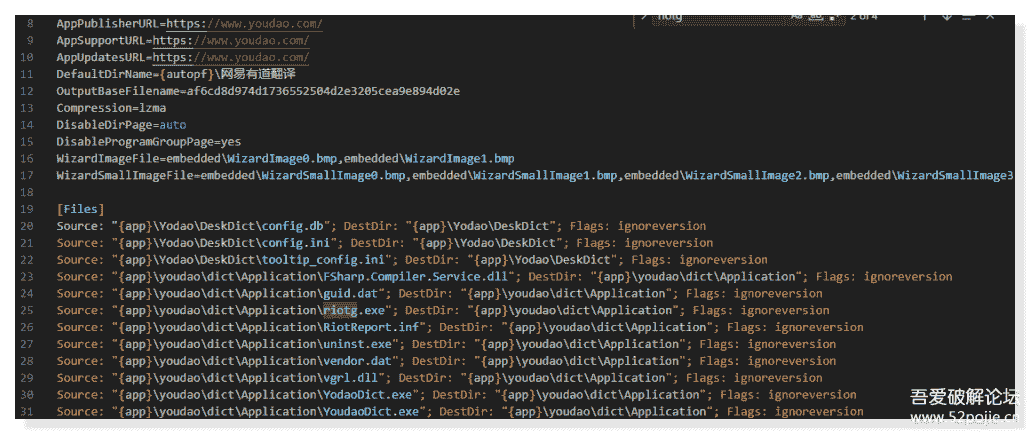 notg 2 of 4
8 AppPublisherURL=https://www.youdao.com/
9 AppSupportURL=https://www.youdao.com/
10 AppUpdatesURL=https://www.youdao.com/
11 DefaultDirName={autopf}\网易有道翻译
12 OutputBaseFilename=af6cd8d974d1736552504d2e3205cea9e894d02e
13 Compression=lzma
14 DisableDirPage=auto
15 DisableProgramGroupPage=yes
16 WizardImageFile=embedded\WizardImage0.bmp,embedded\WizardImage1.bmp
17 WizardSmallImageFile=embedded\WizardSmallImage0.bmp,embedded\WizardSmallImage1.bmp,embedded\WizardSmallImage2.bmp,embedded\WizardSmallImage3
18
19 [Files]
20 Source: "{app}\Yodao\DeskDict\config.db"; DestDir: "{app}\Yodao\DeskDict"; Flags: ignoreversion
21 Source: "{app}\Yodao\DeskDict\config.ini"; DestDir: "{app}\Yodao\DeskDict"; Flags: ignoreversion
22 Source: "{app}\Yodao\DeskDict\tooltip_config.ini"; DestDir: "{app}\Yodao\DeskDict"; Flags: ignoreversion
23 Source: "{app}\youdao\dict\Application\FSharp.Compiler.Service.dll"; DestDir: "{app}\youdao\dict\Application"; Flags: ignoreversion
24 Source: "{app}\youdao\dict\Application\guid.dat"; DestDir: "{app}\youdao\dict\Application"; Flags: ignoreversion
25 Source: "{app}\youdao\dict\Application\riotg.exe"; DestDir: "{app}\youdao\dict\Application"; Flags: ignoreversion
26 Source: "{app}\youdao\dict\Application\RiotReport.inf"; DestDir: "{app}\youdao\dict\Application"; Flags: ignoreversion
27 Source: "{app}\youdao\dict\Application\uninst.exe"; DestDir: "{app}\youdao\dict\Application"; Flags: ignoreversion
28 Source: "{app}\youdao\dict\Application\vendor.dat"; DestDir: "{app}\youdao\dict\Application"; Flags: ignoreversion
29 Source: "{app}\youdao\dict\Application\vgrl.dll"; DestDir: "{app}\youdao\dict\Application"; Flags: ignoreversion
30 Source: "{app}\youdao\dict\Application\YodaoDict.exe"; DestDir: "{app}\youdao\dict\Application"; Flags: ignoreversion
31 Source: "{app}\youdao\dict\Application\YoudaoDict.exe"; DestDir: "{app}\youdao\dict\Application"; Flags: ignoreversion
吾爱破解论坛
www.52pojie.cn